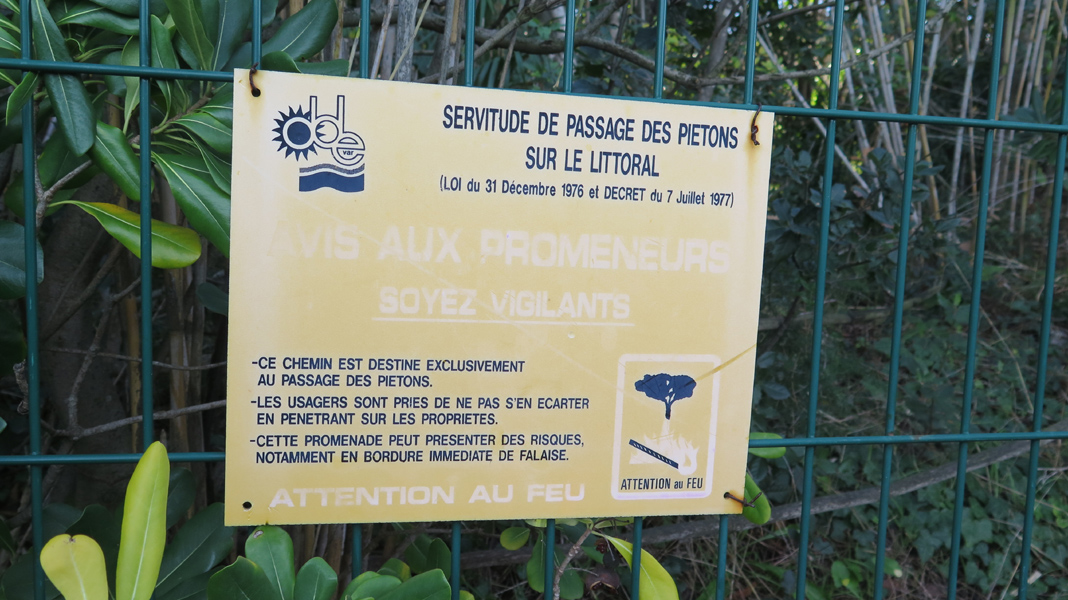 dde
var
SERVITUDE DE PASSAGE DES PIETONS
SUR LE LITTORAL
(LOI du 31 Décembre 1976 et DECRET du 7 Juillet 1977)
AVIS AUX PROMENEURS
SOYEZ VIGILANTS
-CE CHEMIN EST DESTINE EXCLUSIVEMENT
AU PASSAGE DES PIETONS.
-LES USAGERS SONT PRIES DE NE PAS S'EN ECARTER
EN PENETRANT SUR LES PROPRIETES.
-CETTE PROMENADE PEUT PRESENTER DES RISQUES,
NOTAMMENT EN BORDURE IMMEDIATE DE FALAISE.
ATTENTION AU FEU
ATTENTION au FEU